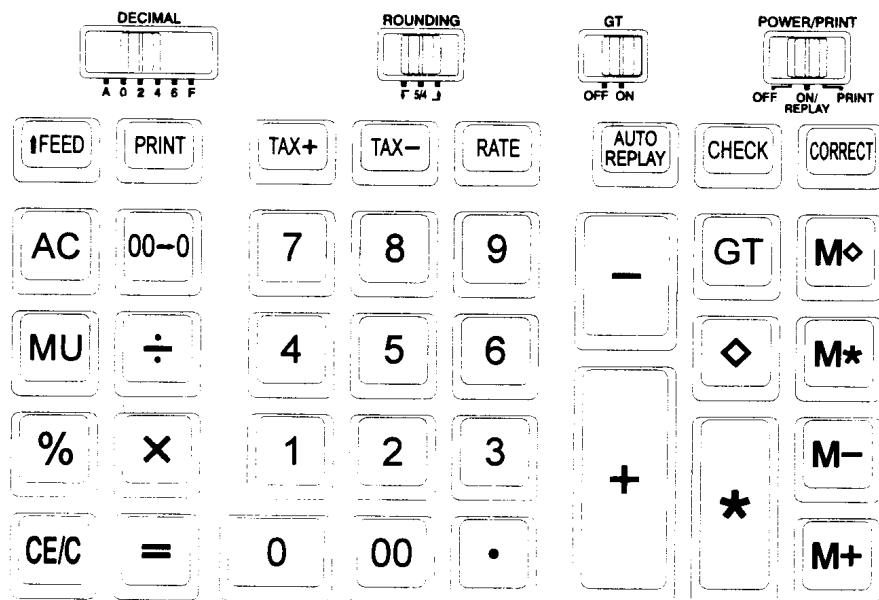 DECIMAL ROUNDING GT POWER/PRINT
A 0 2 4 6 F 5/4 OFF ON OFF ON/ PRINT
REPLAY
FEED PRINT TAX+ TAX− RATE AUTO CHECK CORRECT
REPLAY
AC 00→0 7 8 9 − GT M◇
MU ÷ 4 5 6 ◇ M*
% × 1 2 3 + * M−
CE/C = 0 00 • M+